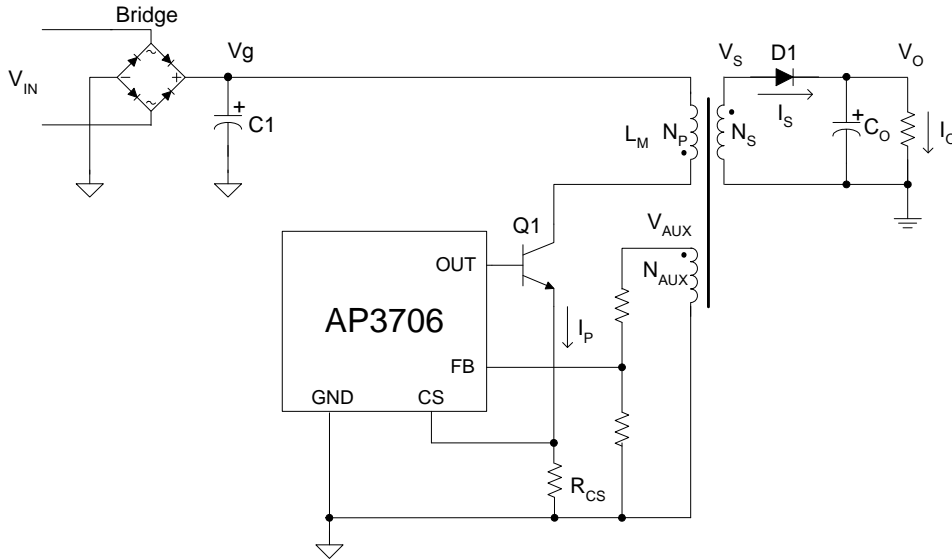 Bridge
V_IN
Vg
C1
+
-
+
~
~
V_S
D1
V_O
I_S
+
C_O
I_O
L_M
N_P
N_S
Q1
V_AUX
N_AUX
OUT
AP3706
I_P
FB
GND
CS
R_CS